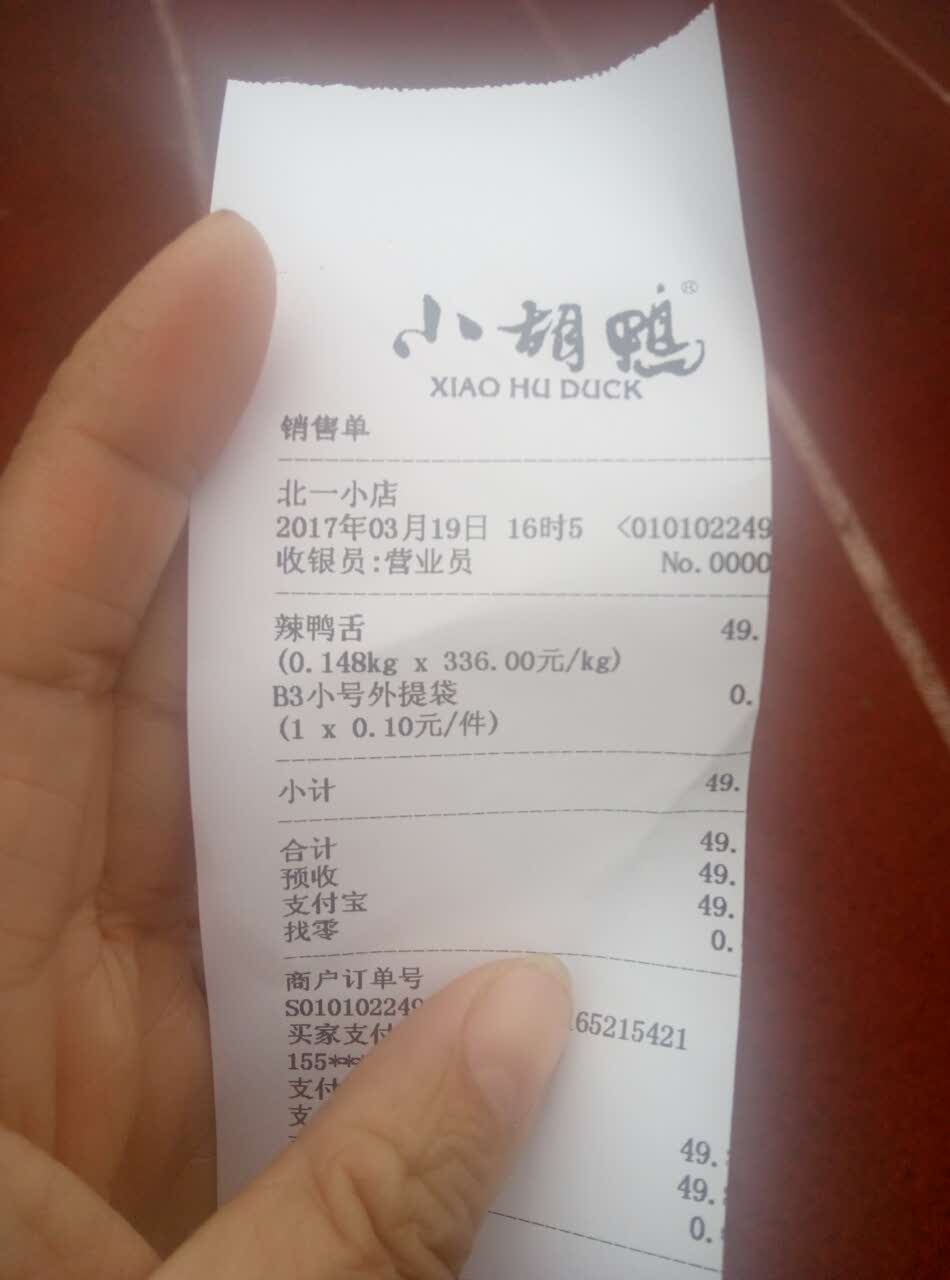 小胡鸭®
XIAO HU DUCK
销售单
北一小店
2017年03月19日 16时5 <010102249
收银员:营业员 No.0000
辣鸭舌 49.
(0.148kg x 336.00元/kg)
B3小号外提袋 0.
(1 x 0.10元/件)
小计 49.
合计 49.
预收 49.
支付宝 49.
找零 0.
商户订单号
S010102249 165215421
买家支付
155***
支付
支
49.
49.
0.